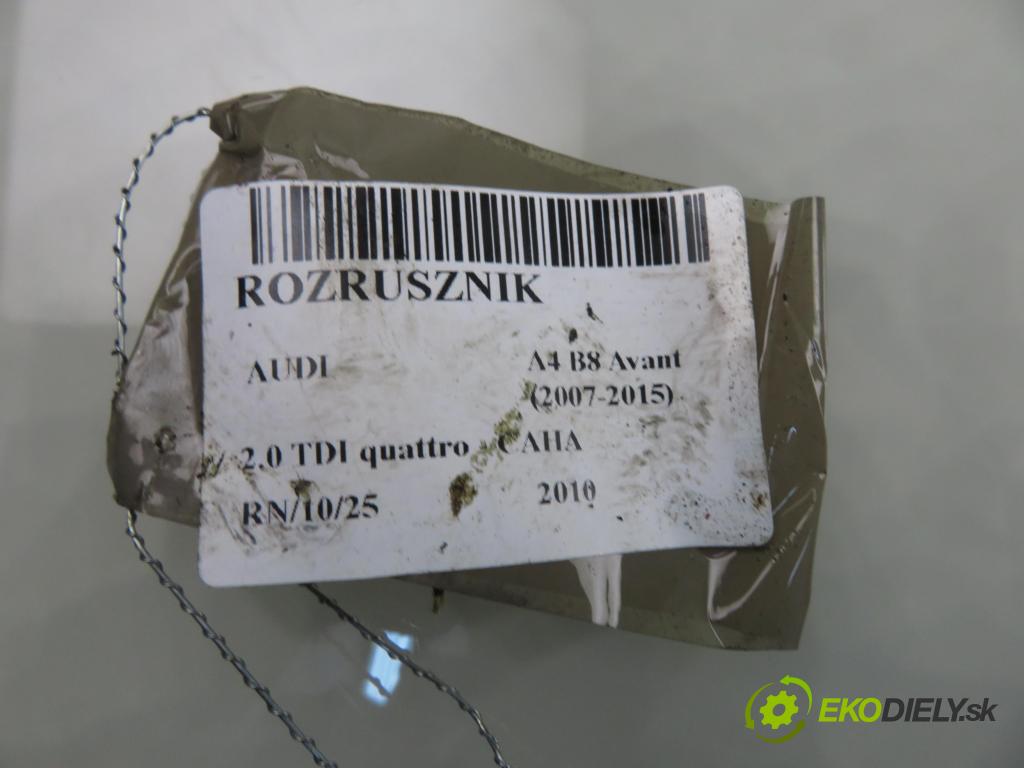 ROZRUSZNIK
AUDI A4 B8 Avant
(2007-2015)
2.0 TDI quattro - CAHA
RN/10/25 2010
EKODIELY.sk